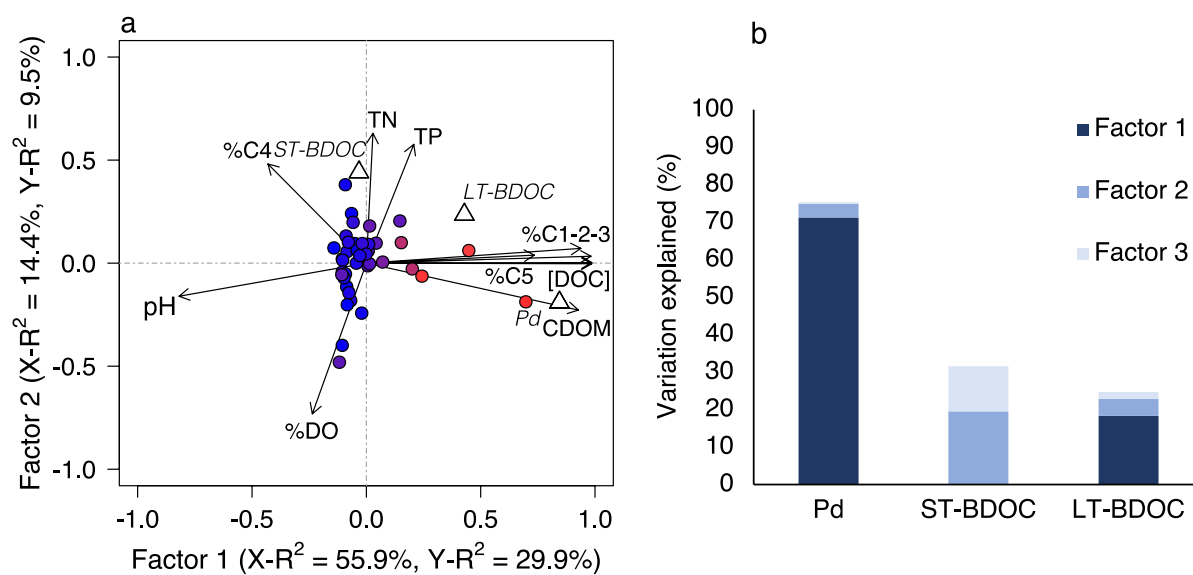 a
Factor 2 (X-R² = 14.4%, Y-R² = 9.5%)
1.0
0.5
0.0
-0.5
-1.0
TN
TP
%C4
ST-BDOC
LT-BDOC
%C1-2-3
%C5
[DOC]
pH
Pd
CDOM
%DO
-1.0 -0.5 0.0 0.5 1.0
Factor 1 (X-R² = 55.9%, Y-R² = 29.9%)
b
Variation explained (%)
100
90
80
70
60
50
40
30
20
10
0
Factor 1
Factor 2
Factor 3
Pd ST-BDOC LT-BDOC